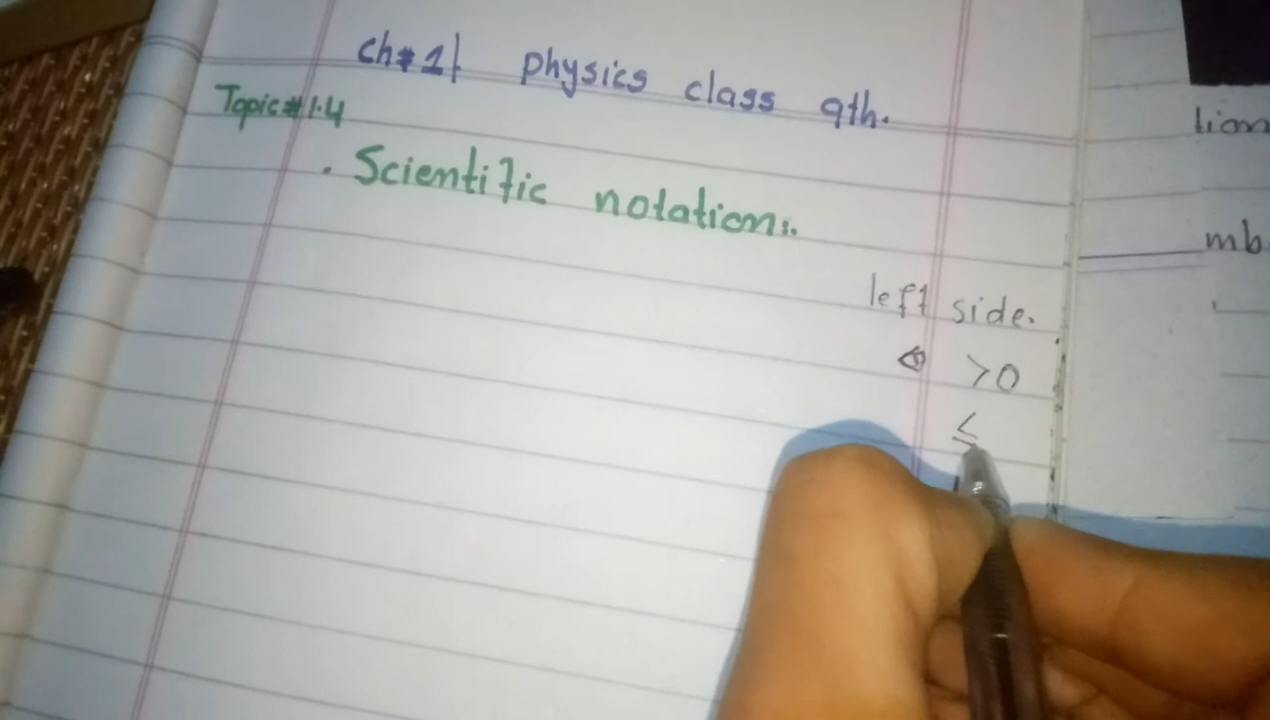 ch#1| physics class 9th.
Topic#1.4
. Scientific notation:.
left side.
>0
≤